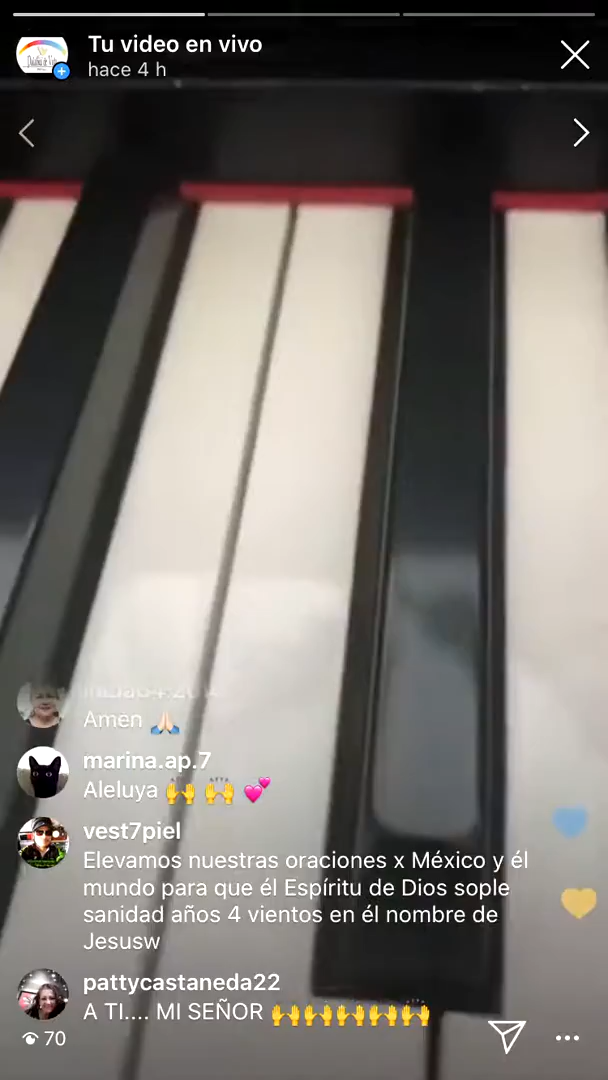 Tu video en vivo
hace 4 h
Amen 🙏🏻
marina.ap.7
Aleluya 🙌 🙌 💕
vest7piel
Elevamos nuestras oraciones x México y él
mundo para que él Espíritu de Dios sople
sanidad años 4 vientos en él nombre de
Jesusw
pattycastaneda22
A TI.... MI SEÑOR 🙌🙌🙌🙌🙌
70